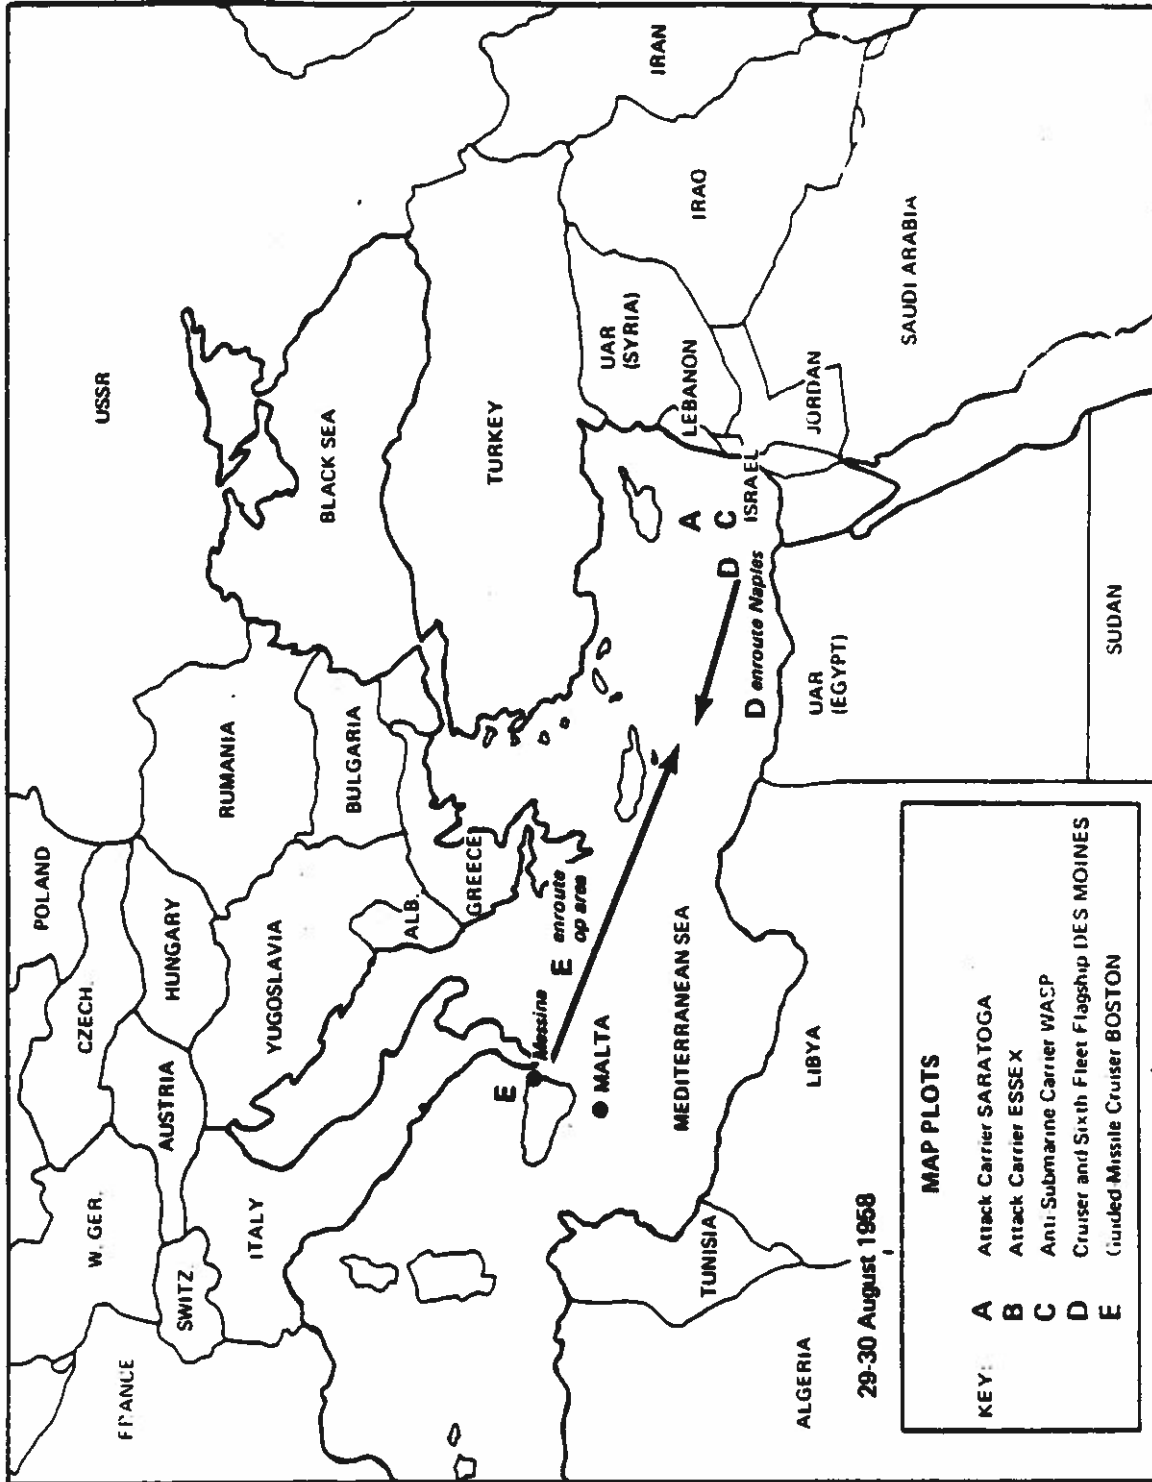 USSR
POLAND
CZECH.
W. GER.
FRANCE
SWITZ.
AUSTRIA
HUNGARY
RUMANIA
BLACK SEA
ITALY
YUGOSLAVIA
BULGARIA
ALB.
GREECE
TURKEY
IRAN
E
Messina
E enroute
op area
MALTA
MEDITERRANEAN SEA
A
C
D
D enroute Naples
UAR
(SYRIA)
LEBANON
ISRAEL
JORDAN
IRAQ
SAUDI ARABIA
TUNISIA
ALGERIA
LIBYA
UAR
(EGYPT)
SUDAN
29-30 August 1958
MAP PLOTS
KEY: A Attack Carrier SARATOGA
B Attack Carrier ESSEX
C Anti-Submarine Carrier WASP
D Cruiser and Sixth Fleet Flagship DES MOINES
E Guided-Missile Cruiser BOSTON